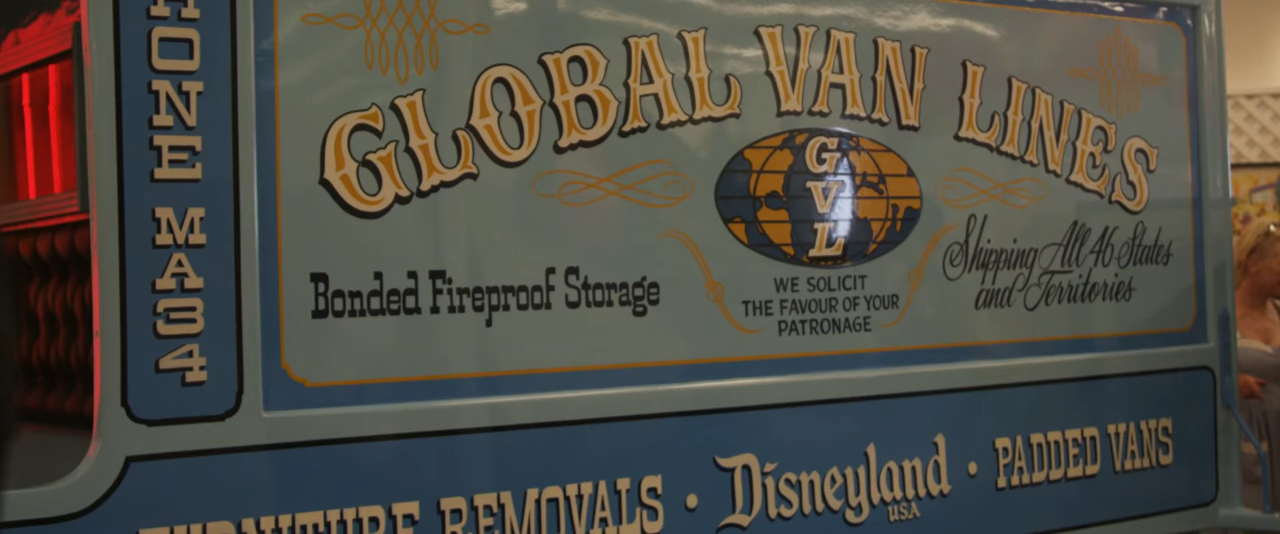 HONE MA34
GLOBAL VAN LINES
GVL
Bonded Fireproof Storage
WE SOLICIT
THE FAVOUR OF YOUR
PATRONAGE
Shipping All 46 States
and Territories
FURNITURE REMOVALS · Disneyland · PADDED VANS
USA